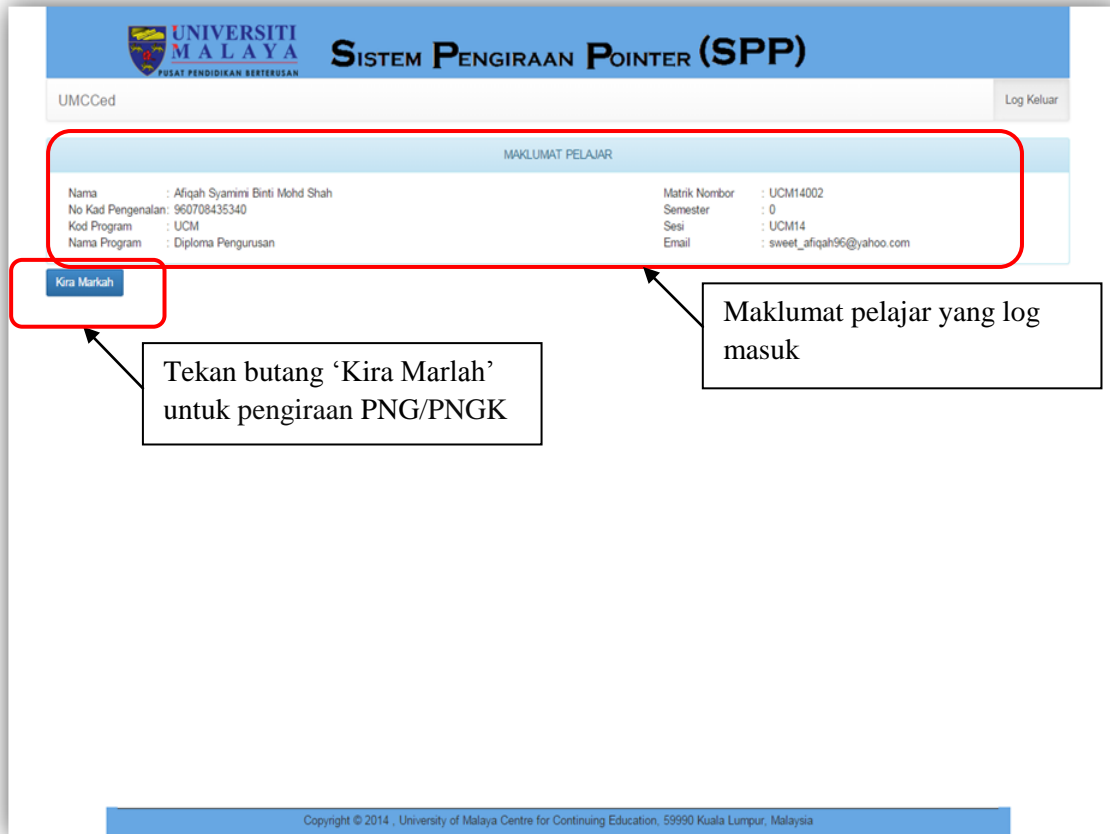 UNIVERSITI
MALAYA
PUSAT PENDIDIKAN BERTERUSAN
SISTEM PENGIRAAN POINTER (SPP)
UMCCed
Log Keluar
MAKLUMAT PELAJAR
Nama : Afiqah Syamimi Binti Mohd Shah
No Kad Pengenalan: 960708435340
Kod Program : UCM
Nama Program : Diploma Pengurusan
Matrik Nombor : UCM14002
Semester : 0
Sesi : UCM14
Email : sweet_afiqah96@yahoo.com
Kira Markah
Maklumat pelajar yang log
masuk
Tekan butang ‘Kira Marlah’
untuk pengiraan PNG/PNGK
Copyright © 2014 , University of Malaya Centre for Continuing Education, 59990 Kuala Lumpur, Malaysia